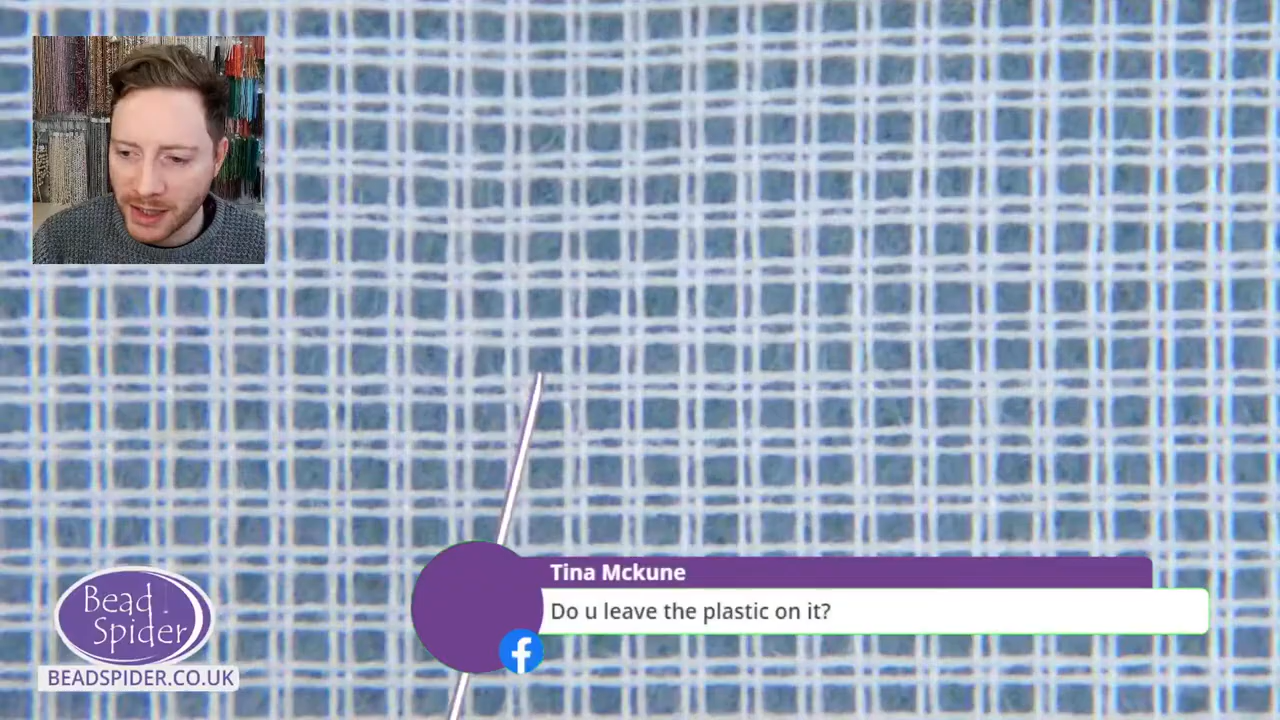 Tina Mckune
Do u leave the plastic on it?
Bead
Spider
BEADSPIDER.CO.UK